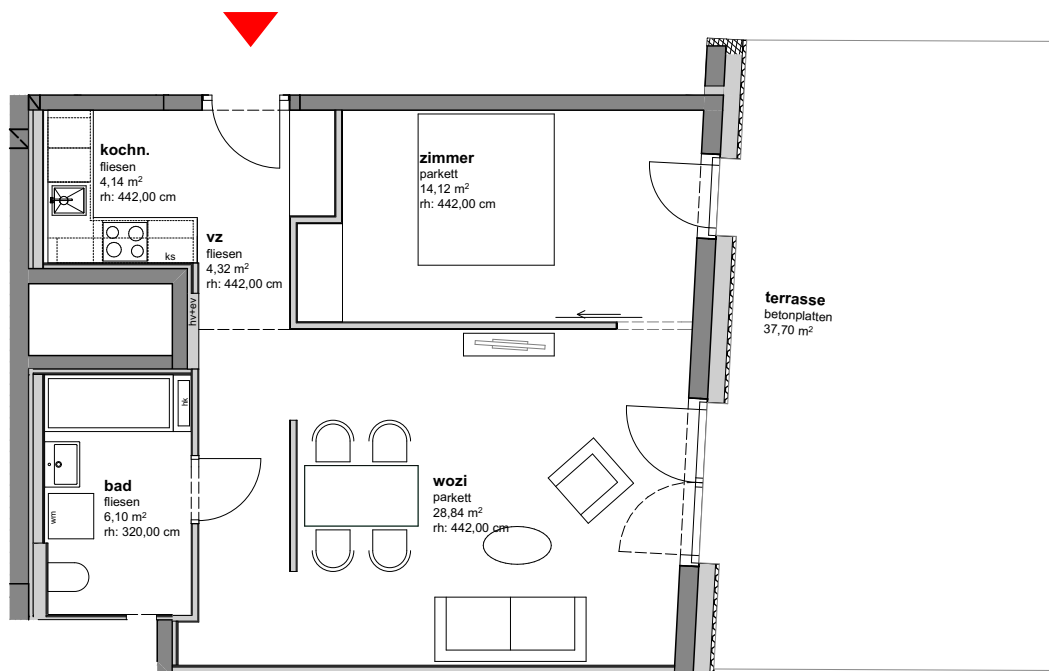 kochn.
fliesen
4,14 m²
rh: 442,00 cm
ks
vz
fliesen
4,32 m²
rh: 442,00 cm
hv+ev
zimmer
parkett
14,12 m²
rh: 442,00 cm
terrasse
betonplatten
37,70 m²
hk
bad
fliesen
6,10 m²
rh: 320,00 cm
wm
wozi
parkett
28,84 m²
rh: 442,00 cm